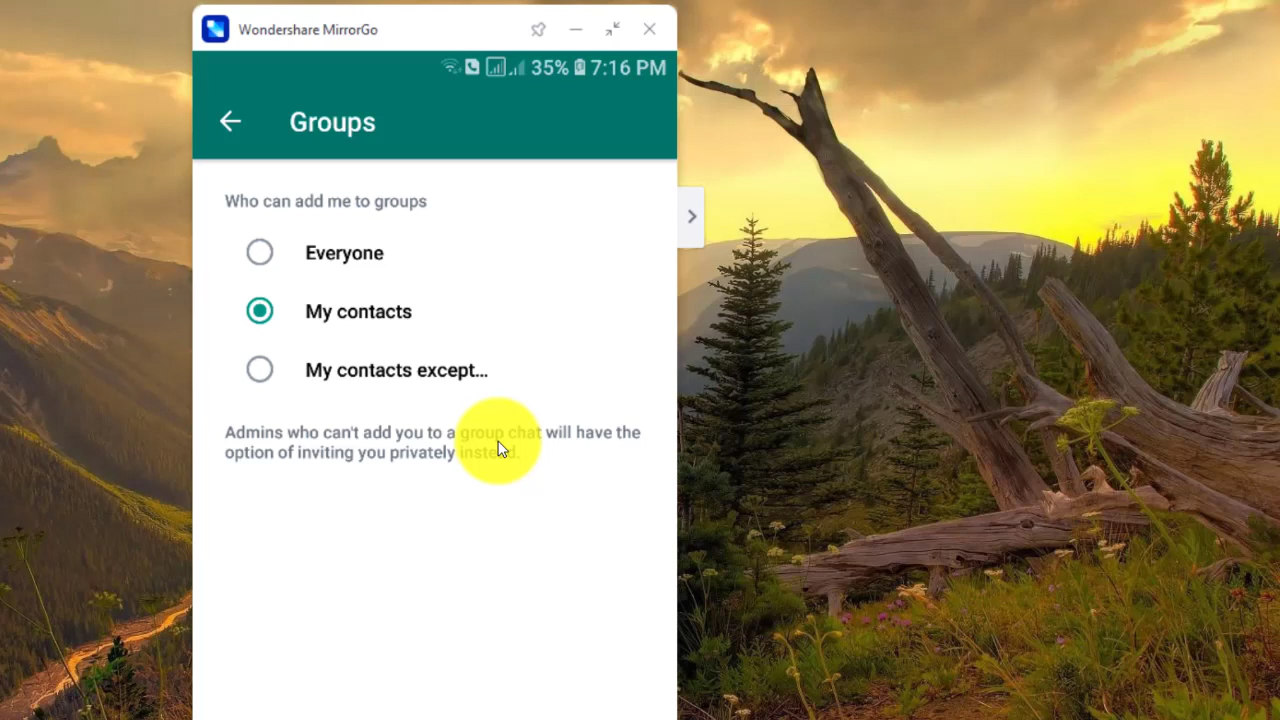 Wondershare MirrorGo
35% 7:16 PM
Groups
Who can add me to groups
Everyone
My contacts
My contacts except...
Admins who can't add you to a group chat will have the
option of inviting you privately instead.